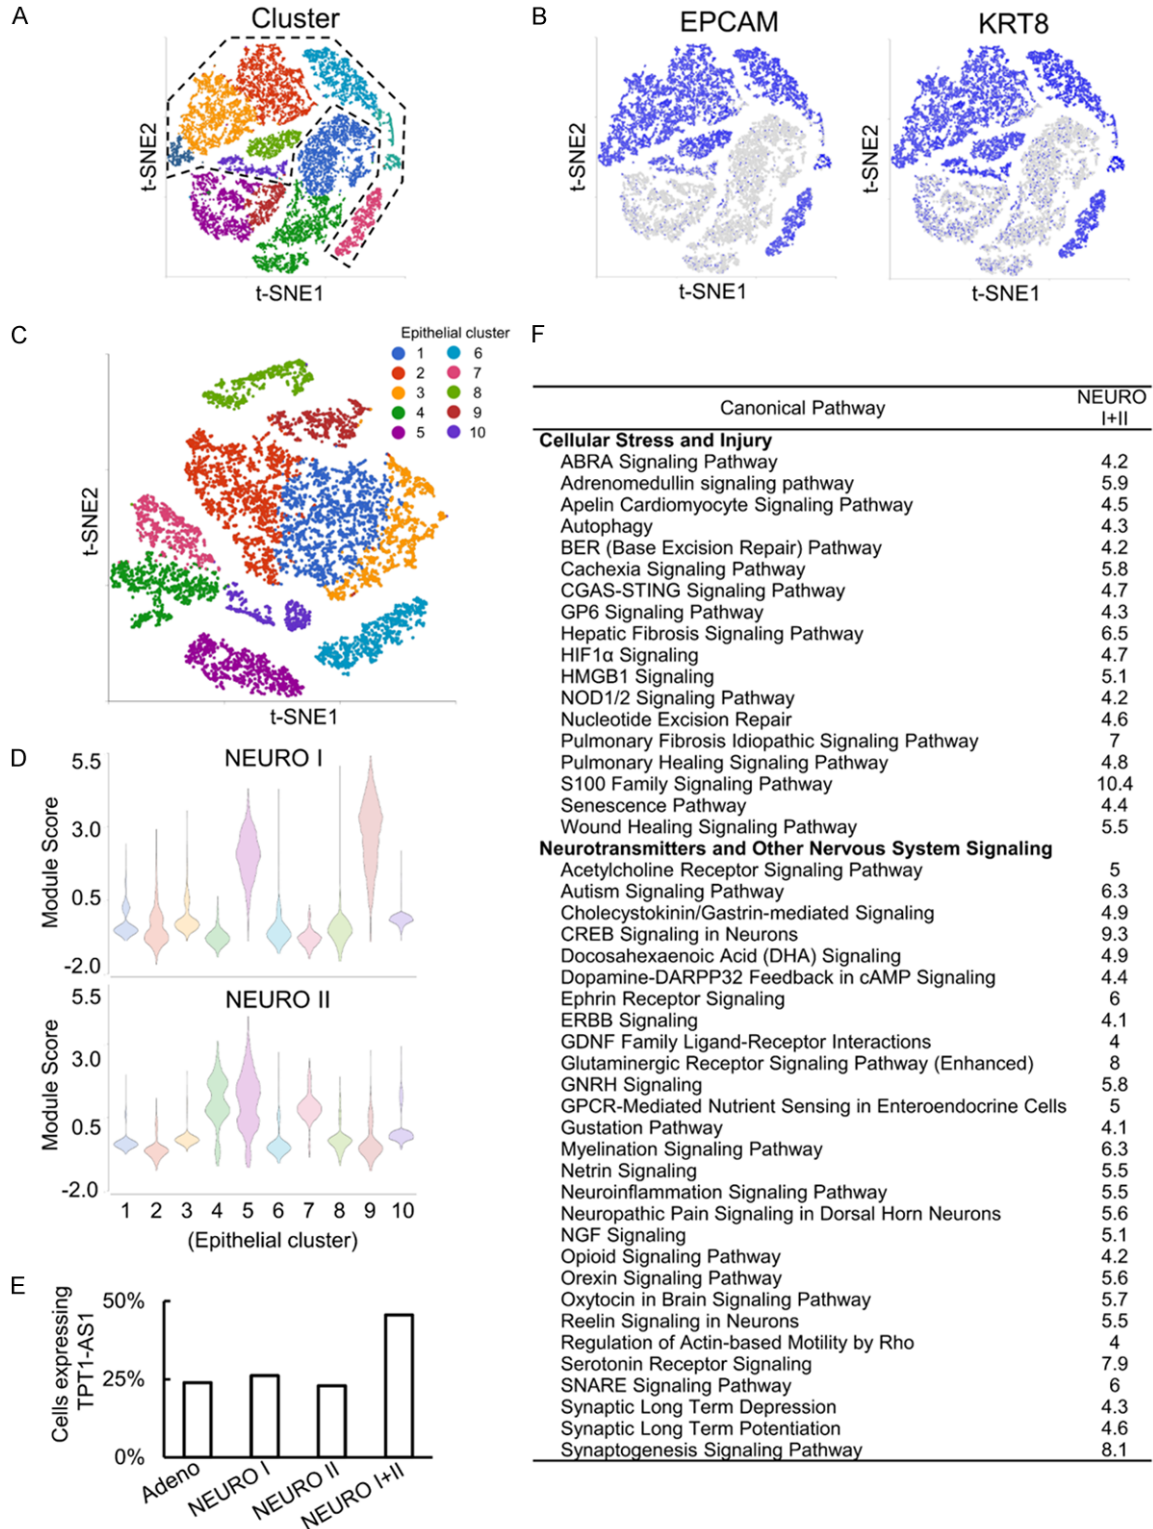 A
Cluster
t-SNE2
t-SNE1
B
EPCAM
KRT8
t-SNE2
t-SNE1
t-SNE1
C
Epithelial cluster
1 6
2 7
3 8
4 9
5 10
t-SNE2
t-SNE1
D
NEURO I
Module Score
5.5
3.0
0.5
-2.0
NEURO II
Module Score
5.5
3.0
0.5
-2.0
1 2 3 4 5 6 7 8 9 10
(Epithelial cluster)
E
Cells expressing
TPT1-AS1
50%
25%
0%
Adeno
NEURO I
NEURO II
NEURO I+II
F
Canonical Pathway NEURO
I+II
Cellular Stress and Injury
ABRA Signaling Pathway 4.2
Adrenomedullin signaling pathway 5.9
Apelin Cardiomyocyte Signaling Pathway 4.5
Autophagy 4.3
BER (Base Excision Repair) Pathway 4.2
Cachexia Signaling Pathway 5.8
CGAS-STING Signaling Pathway 4.7
GP6 Signaling Pathway 4.3
Hepatic Fibrosis Signaling Pathway 6.5
HIF1α Signaling 4.7
HMGB1 Signaling 5.1
NOD1/2 Signaling Pathway 4.2
Nucleotide Excision Repair 4.6
Pulmonary Fibrosis Idiopathic Signaling Pathway 7
Pulmonary Healing Signaling Pathway 4.8
S100 Family Signaling Pathway 10.4
Senescence Pathway 4.4
Wound Healing Signaling Pathway 5.5
Neurotransmitters and Other Nervous System Signaling
Acetylcholine Receptor Signaling Pathway 5
Autism Signaling Pathway 6.3
Cholecystokinin/Gastrin-mediated Signaling 4.9
CREB Signaling in Neurons 9.3
Docosahexaenoic Acid (DHA) Signaling 4.9
Dopamine-DARPP32 Feedback in cAMP Signaling 4.4
Ephrin Receptor Signaling 6
ERBB Signaling 4.1
GDNF Family Ligand-Receptor Interactions 4
Glutaminergic Receptor Signaling Pathway (Enhanced) 8
GNRH Signaling 5.8
GPCR-Mediated Nutrient Sensing in Enteroendocrine Cells 5
Gustation Pathway 4.1
Myelination Signaling Pathway 6.3
Netrin Signaling 5.5
Neuroinflammation Signaling Pathway 5.5
Neuropathic Pain Signaling in Dorsal Horn Neurons 5.6
NGF Signaling 5.1
Opioid Signaling Pathway 4.2
Orexin Signaling Pathway 5.6
Oxytocin in Brain Signaling Pathway 5.7
Reelin Signaling in Neurons 5.5
Regulation of Actin-based Motility by Rho 4
Serotonin Receptor Signaling 7.9
SNARE Signaling Pathway 6
Synaptic Long Term Depression 4.3
Synaptic Long Term Potentiation 4.6
Synaptogenesis Signaling Pathway 8.1